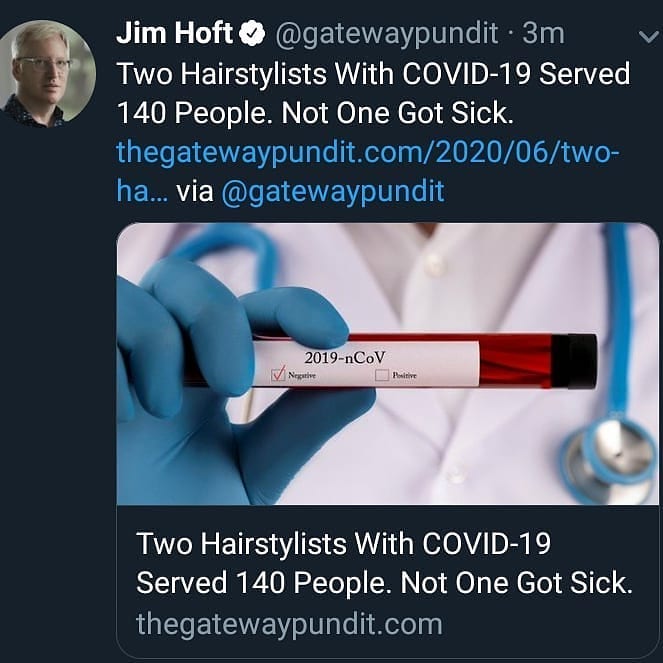 Jim Hoft @gatewaypundit · 3m
Two Hairstylists With COVID-19 Served
140 People. Not One Got Sick.
thegatewaypundit.com/2020/06/two-
ha... via @gatewaypundit
2019-nCoV
Negative Positive
Two Hairstylists With COVID-19
Served 140 People. Not One Got Sick.
thegatewaypundit.com